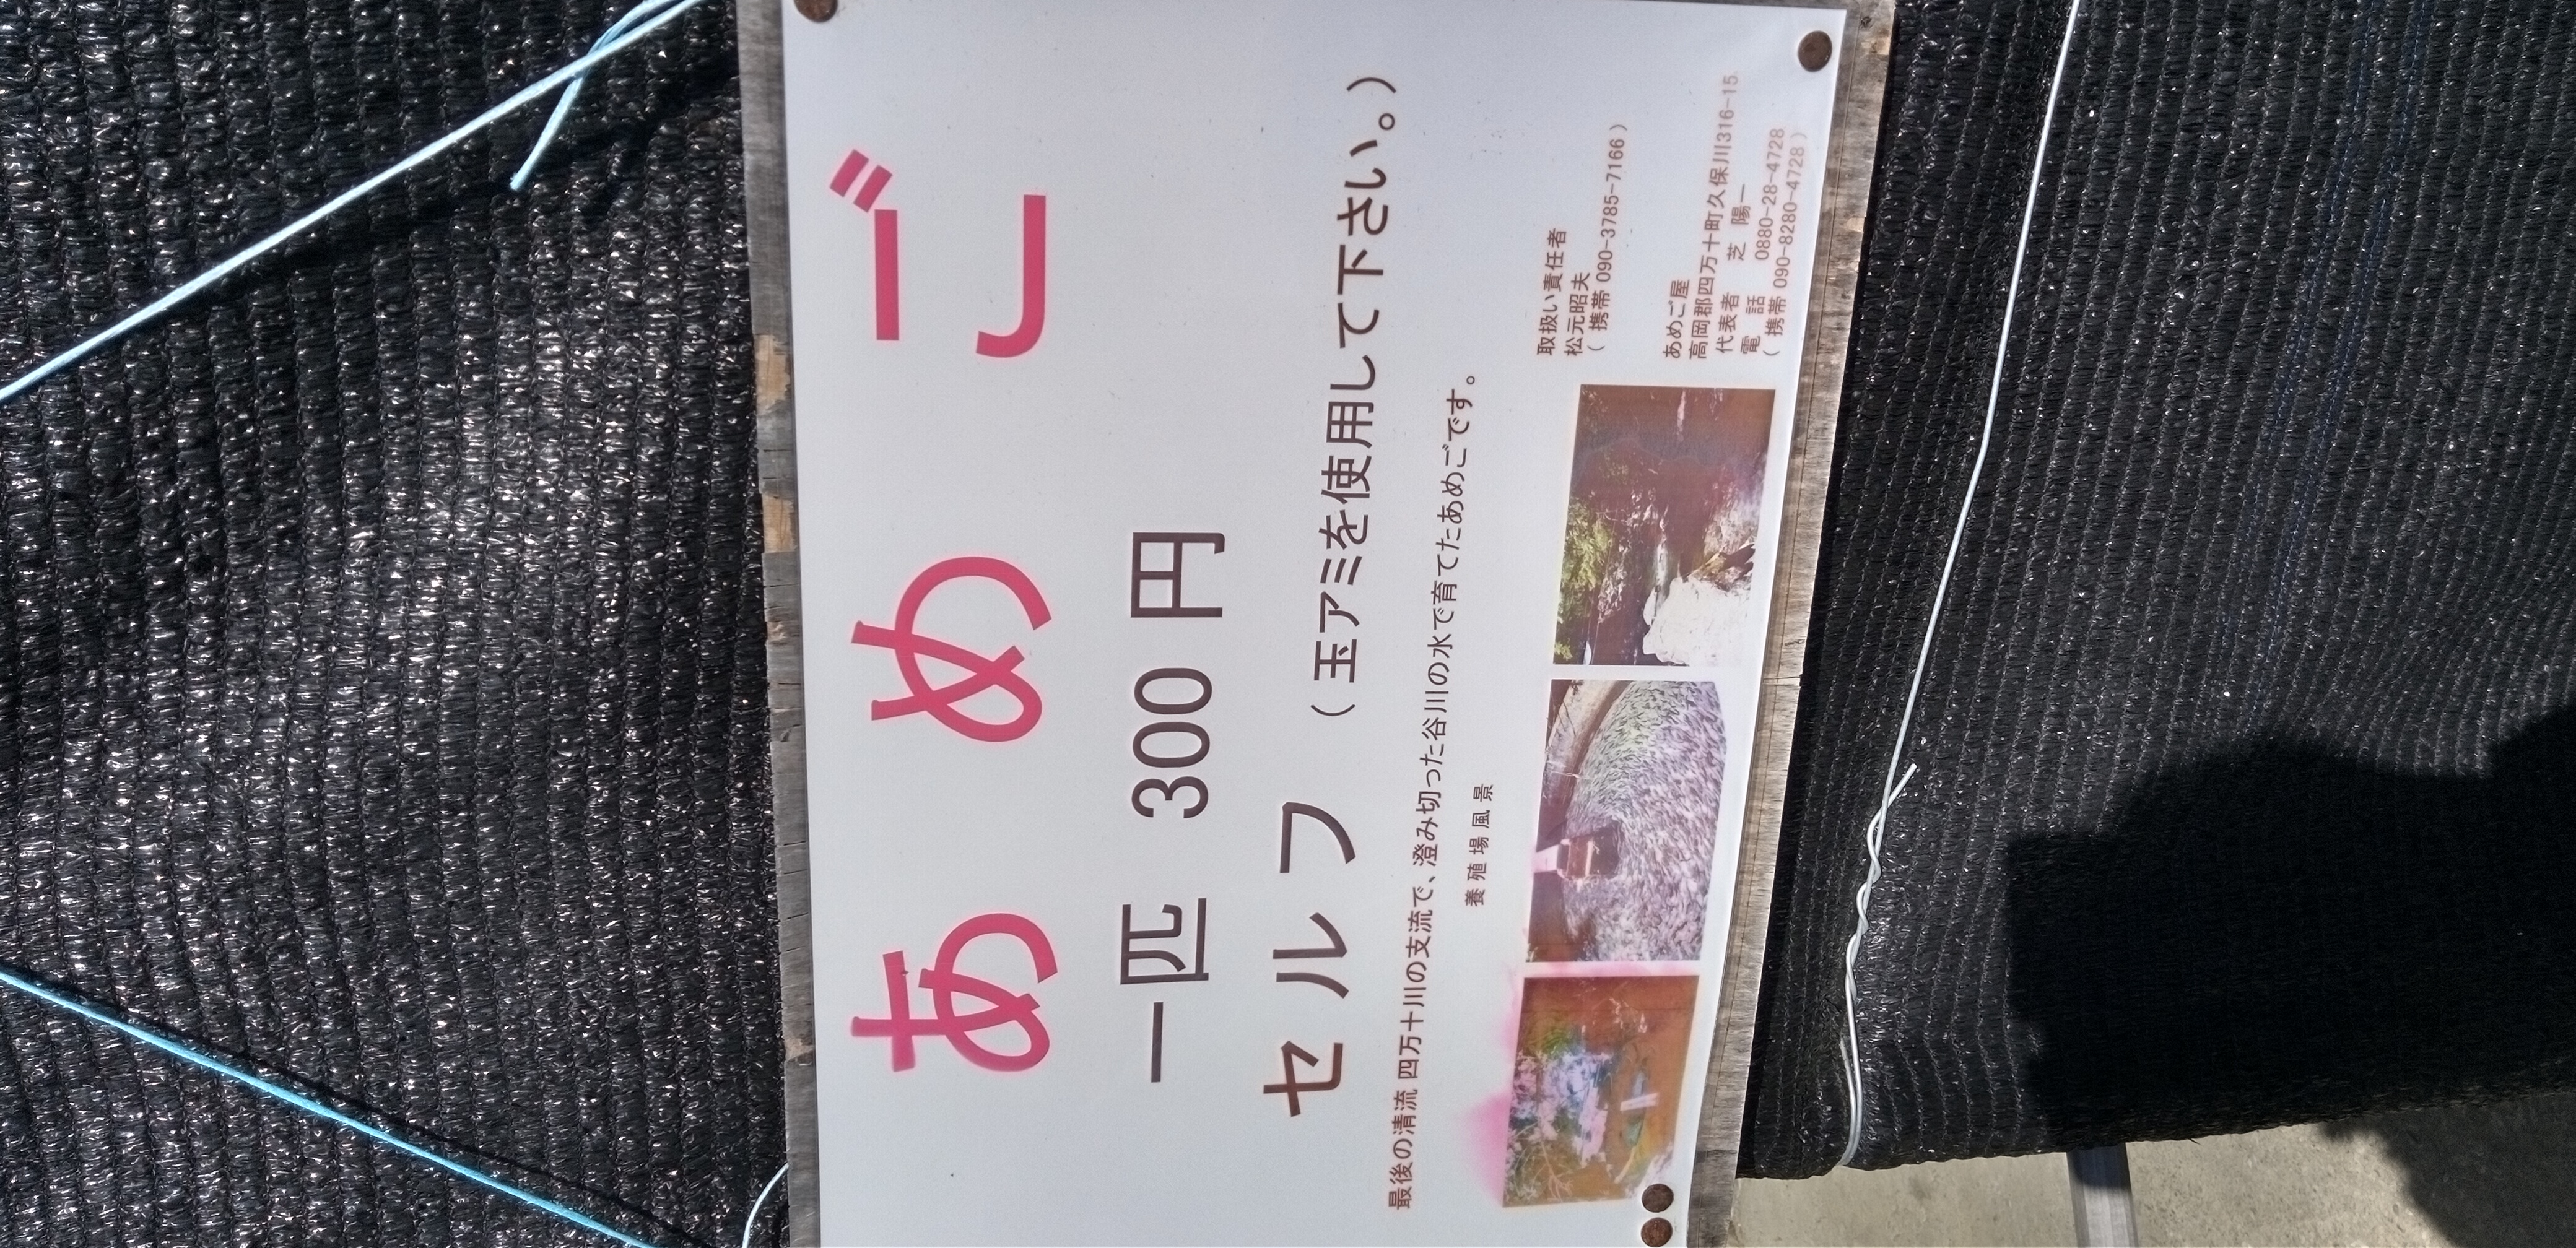 あめご
一匹 300 円
セルフ (玉アミを使用して下さい。)
最後の清流 四万十川の支流で、澄み切った谷川の水で育てたあめごです。
養殖場風景
取扱い責任者
松元昭夫
(携帯 090-3785-7166)
あめご屋
高岡郡四万十町久保川316-15
代表者 芝 陽一
電 話 0880-28-4728
(携帯 090-8280-4728)